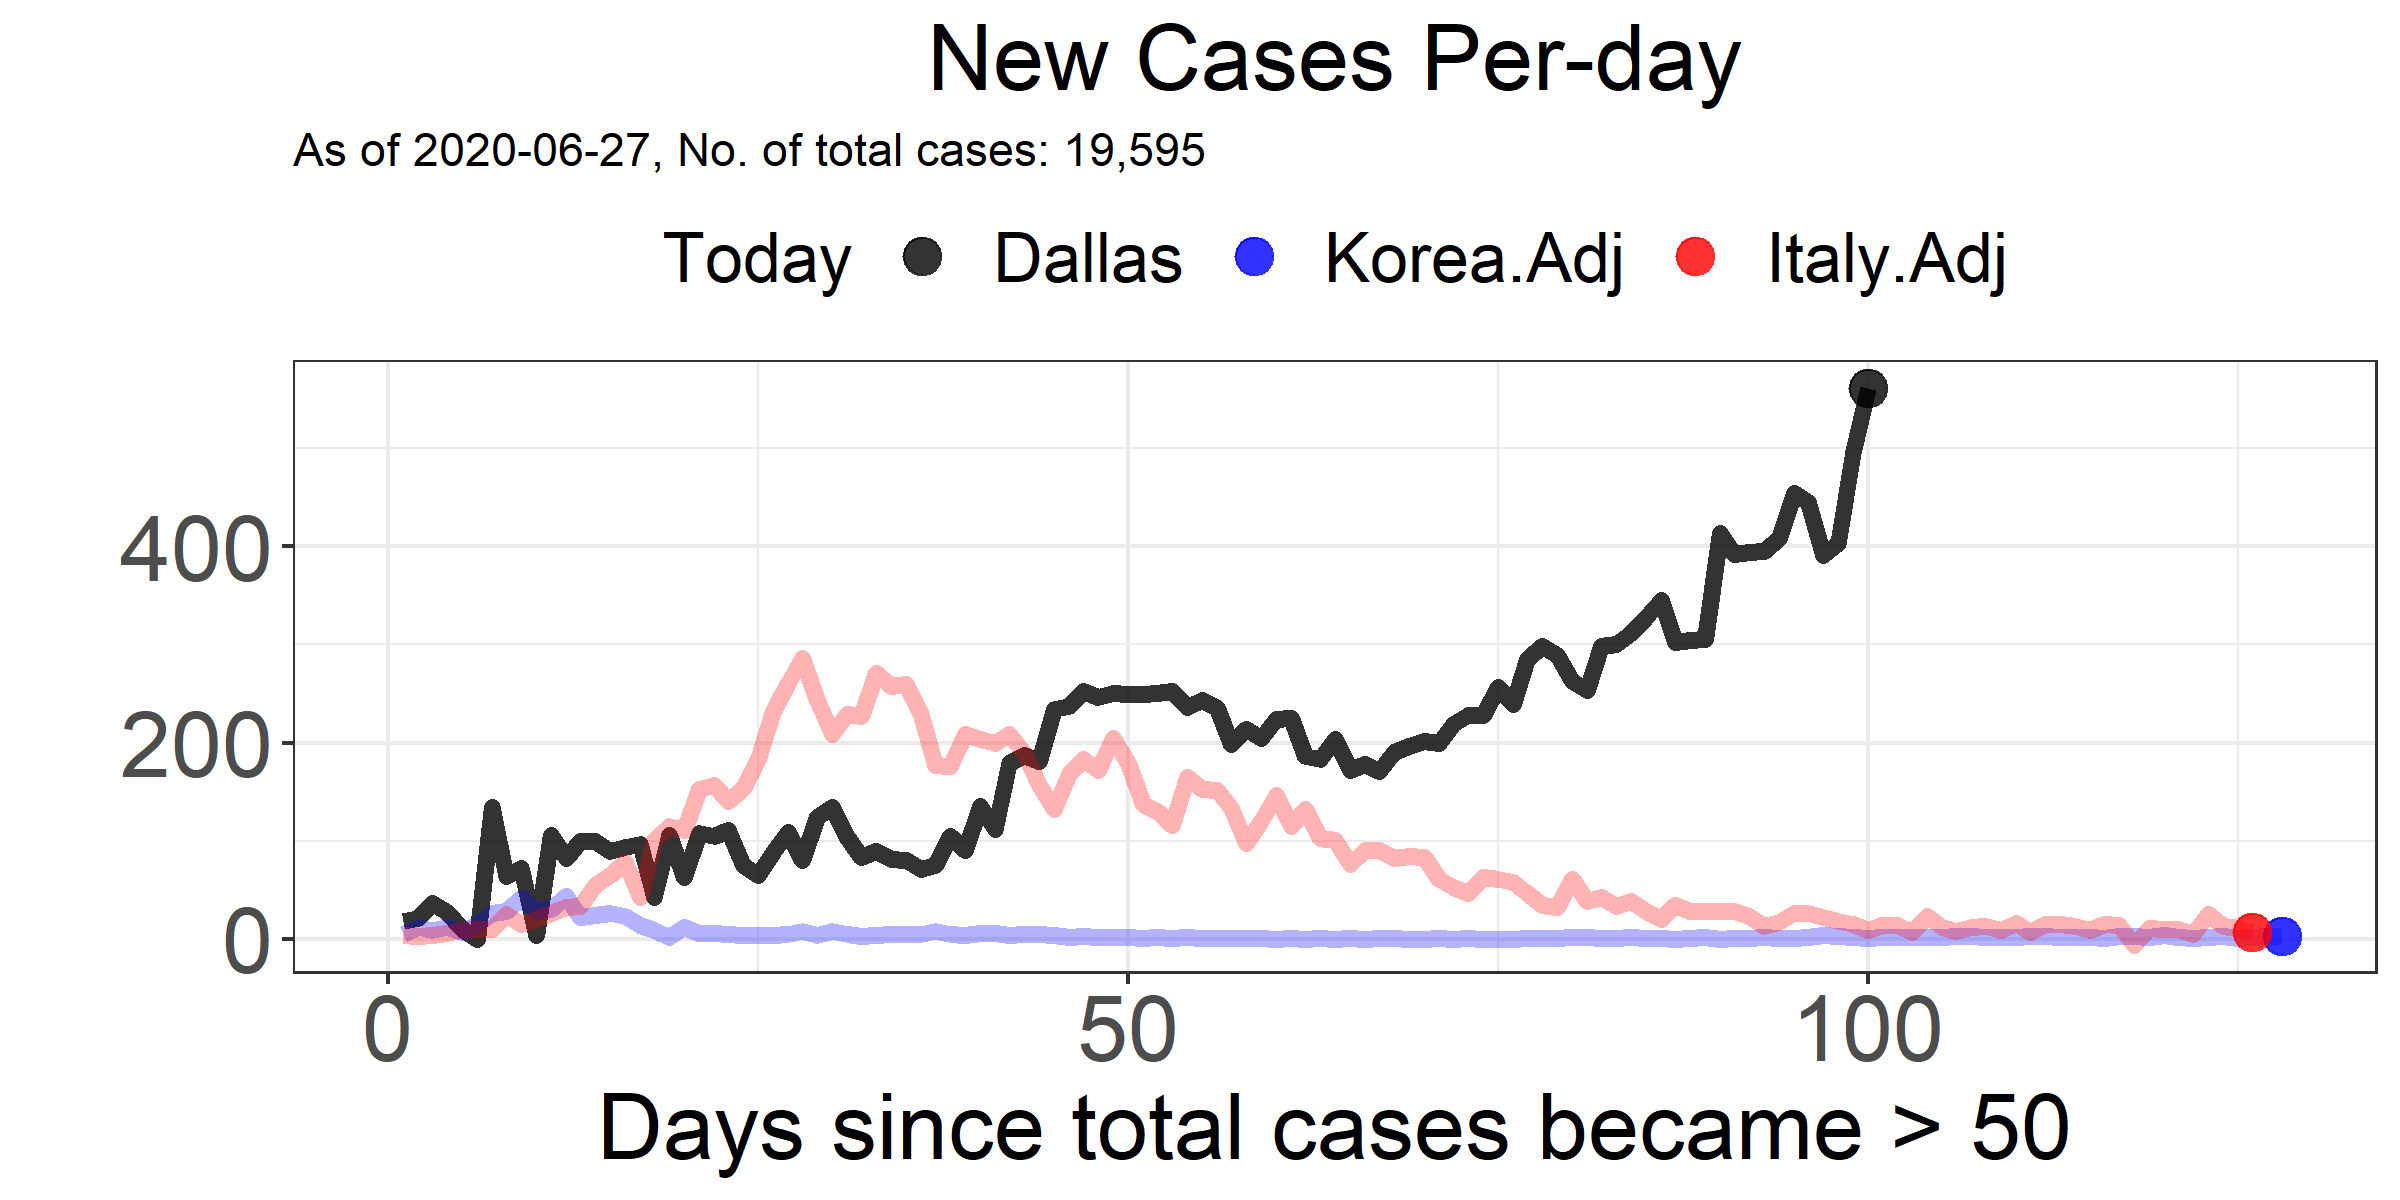 New Cases Per-day
As of 2020-06-27, No. of total cases: 19,595
Today Dallas Korea.Adj Italy.Adj
400
200
0
0 50 100
Days since total cases became > 50